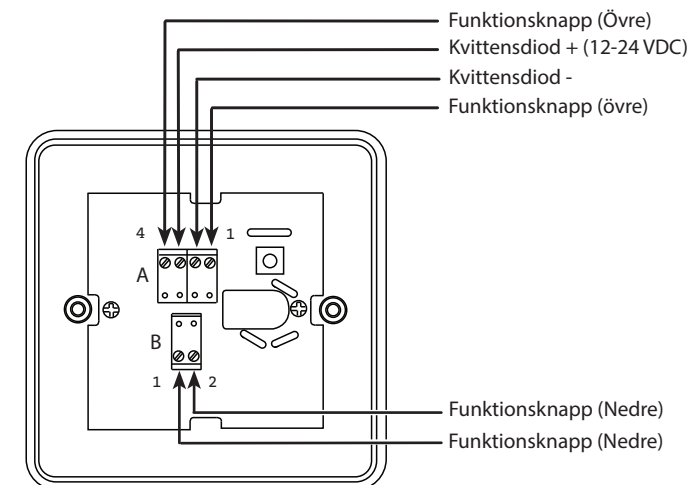 Funktionsknapp (Övre)
Kvittensdiod + (12-24 VDC)
Kvittensdiod -
Funktionsknapp (övre)
4
1
A
B
1
2
Funktionsknapp (Nedre)
Funktionsknapp (Nedre)